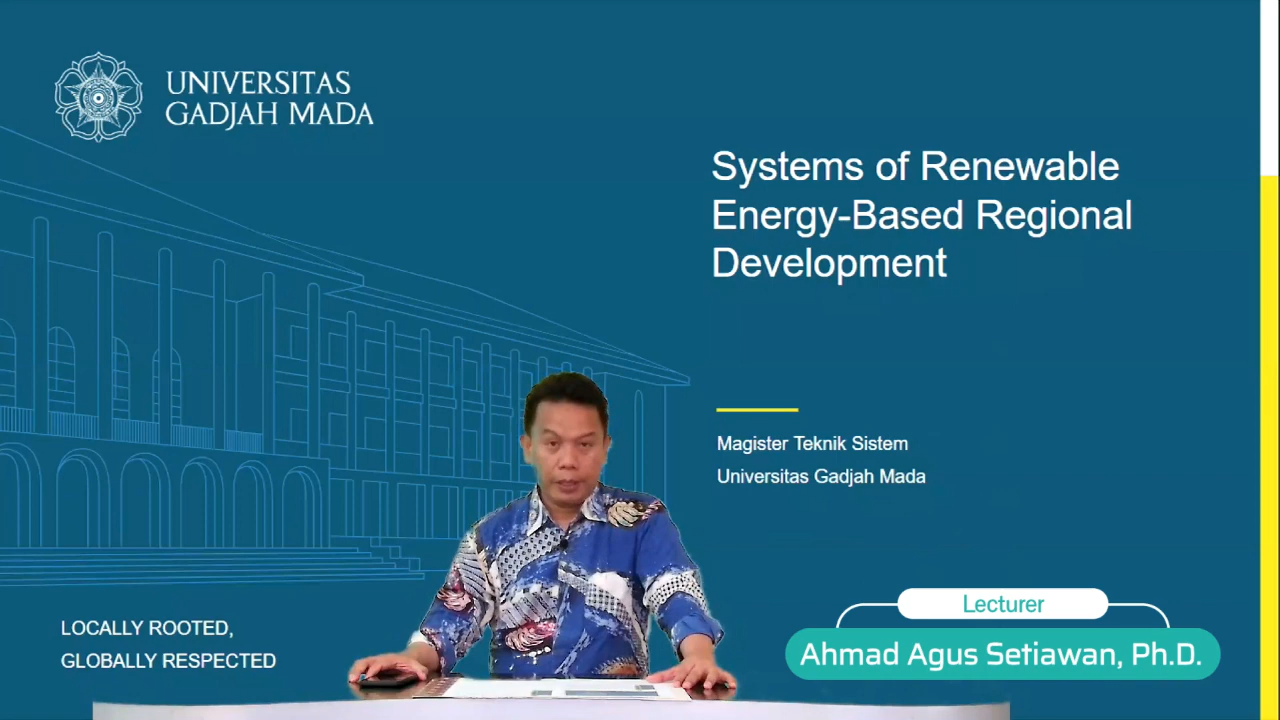 UNIVERSITAS
GADJAH MADA
Systems of Renewable
Energy-Based Regional
Development
Magister Teknik Sistem
Universitas Gadjah Mada
LOCALLY ROOTED,
GLOBALLY RESPECTED
Lecturer
Ahmad Agus Setiawan, Ph.D.